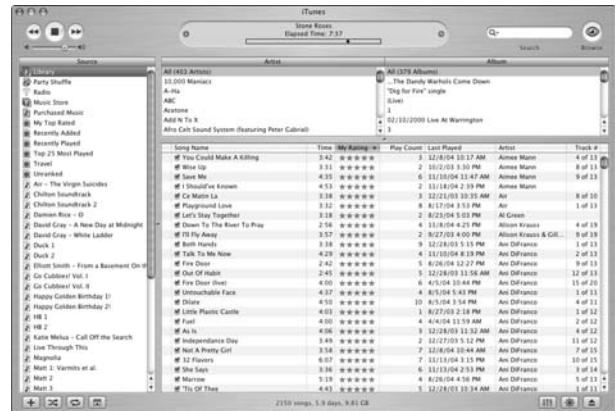 iTunes
Stone Roses
Elapsed Time: 7:37
Search
Browse
Source
Artist
Album
Library
Party Shuffle
Radio
Music Store
Purchased Music
My Top Rated
Recently Added
Recently Played
Top 25 Most Played
Travel
Unranked
Air - The Virgin Suicides
Chilton Soundtrack
Chilton Soundtrack 2
Damien Rice - O
David Gray - A New Day at Midnight
David Gray - White Ladder
Duck 1
Duck 2
Elliott Smith - From a Basement On th
Go Cubbies! Vol. I
Go Cubbies! Vol. II
Happy Golden Birthday 1!
Happy Golden Birthday 2!
HB 1
HB 2
Katie Melua - Call Off the Search
Live Through This
Magnolia
Matt 1: Varmits et al.
Matt 2
Matt 3
All (403 Artists)
10,000 Maniacs
A-Ha
ABC
Acetone
Add N To X
Afro Celt Sound System (featuring Peter Gabriel)
All (379 Albums)
...The Dandy Warhols Come Down
"Dig for Fire" single
(Live)
1
02/10/2000 Live At Warrington
3
Song Name Time My Rating Play Count Last Played Artist Track #
You Could Make A Killing 3:42 ★★★★★ 3 12/8/04 10:17 AM Aimee Mann 4 of 13
Wise Up 3:31 ★★★★★ 2 10/2/03 3:30 PM Aimee Mann 8 of 13
Save Me 4:35 ★★★★★ 6 11/10/04 11:47 AM Aimee Mann 9 of 13
I Should've Known 4:53 ★★★★★ 2 11/18/04 2:39 PM Aimee Mann
Ce Matin La 3:38 ★★★★★ 3 12/21/03 10:35 AM Air 8 of 10
Playground Love 3:32 ★★★★★ 8 8/17/04 3:53 PM Air 1 of 13
Let's Stay Together 3:18 ★★★★★ 2 8/23/04 5:03 PM Al Green
Down To The River To Pray 2:56 ★★★★★ 4 11/8/04 4:25 PM Alison Krauss 4 of 19
I'll Fly Away 3:57 ★★★★★ 2 9/27/03 4:00 PM Alison Krauss & Gill... 6 of 19
Both Hands 3:38 ★★★★★ 9 12/28/03 5:15 PM Ani DiFranco 1 of 13
Talk To Me Now 4:29 ★★★★★ 4 11/10/04 8:19 PM Ani DiFranco 2 of 13
Fire Door 2:42 ★★★★★ 5 8/26/04 12:27 PM Ani DiFranco 9 of 13
Out Of Habit 2:45 ★★★★★ 5 12/28/03 11:56 AM Ani DiFranco 12 of 13
Fire Door (live) 4:00 ★★★★★ 6 4/5/04 10:44 PM Ani DiFranco 15 of 20
Untouchable Face 4:37 ★★★★★ 4 8/5/04 5:43 PM Ani DiFranco 1 of 11
Dilate 4:50 ★★★★★ 10 8/5/04 3:54 PM Ani DiFranco 4 of 11
Little Plastic Castle 4:03 ★★★★★ 1 8/27/03 2:18 PM Ani DiFranco 1 of 12
Fuel 4:00 ★★★★★ 4 4/4/04 11:59 AM Ani DiFranco 2 of 12
As Is 4:06 ★★★★★ 3 12/28/03 11:32 AM Ani DiFranco 4 of 12
Independance Day 3:49 ★★★★★ 2 12/27/03 5:12 PM Ani DiFranco 11 of 12
Not A Pretty Girl 3:58 ★★★★★ 7 12/8/04 10:44 AM Ani DiFranco 7 of 15
32 Flavors 6:07 ★★★★★ 7 11/13/04 3:15 PM Ani DiFranco 10 of 15
She Says 3:36 ★★★★★ 6 11/13/04 2:53 PM Ani DiFranco 3 of 14
Marrow 5:19 ★★★★★ 4 8/26/04 4:56 PM Ani DiFranco 5 of 13
'Tis Of Thee 4:43 ★★★★★ 5 12/28/03 10:34 AM Ani DiFranco 1 of 12
2150 songs, 5.9 days, 9.81 GB